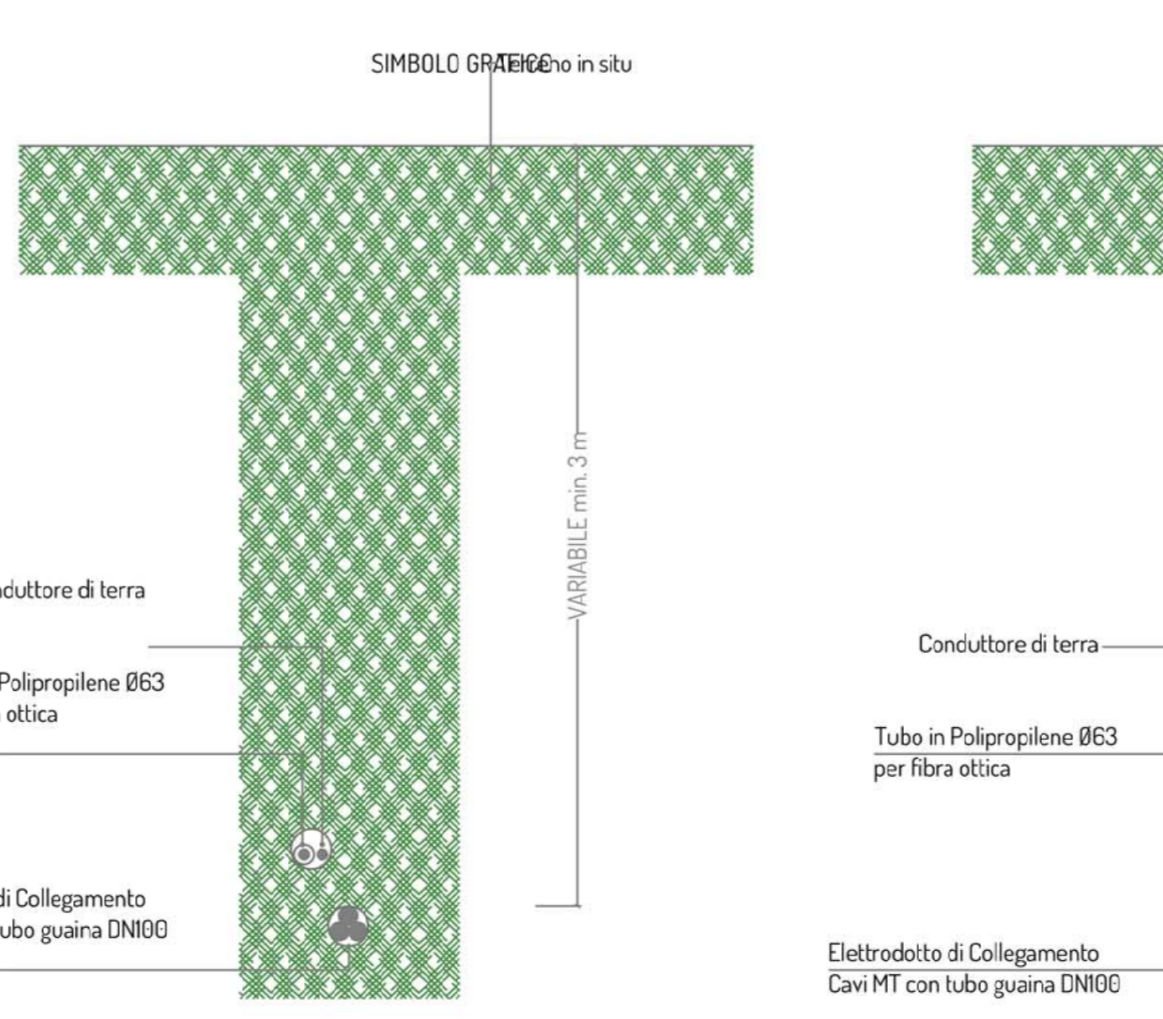 SIMBOLO GRAFICO
Terreno in situ
VARIABILE min. 3 m
nduttore di terra
Polipropilene Ø63
ottica
di Collegamento
ubo guaina DN100
Conduttore di terra
Tubo in Polipropilene Ø63
per fibra ottica
Elettrodotto di Collegamento
Cavi MT con tubo guaina DN100